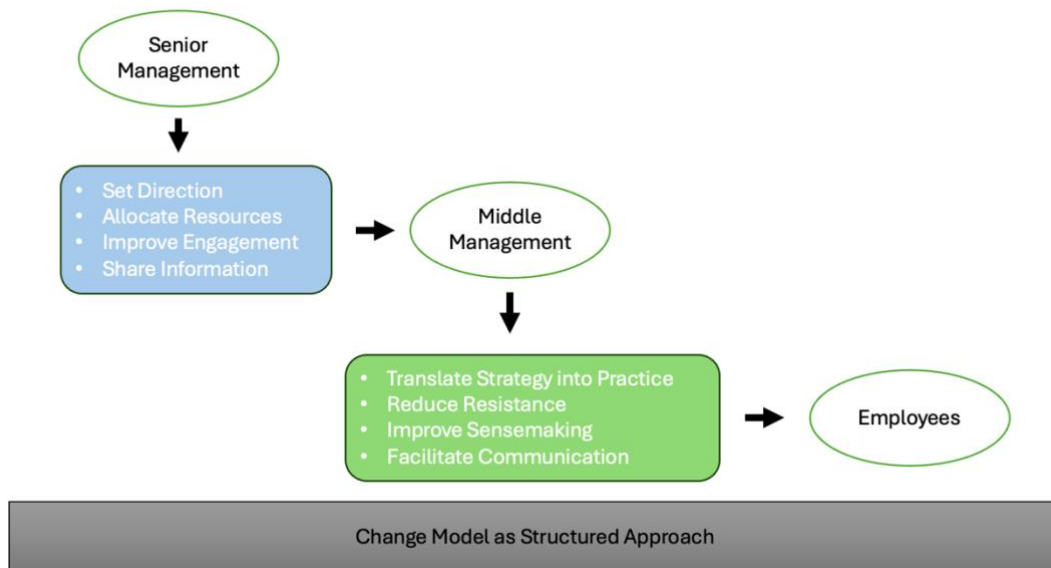 Senior
Management
• Set Direction
• Allocate Resources
• Improve Engagement
• Share Information
Middle
Management
• Translate Strategy into Practice
• Reduce Resistance
• Improve Sensemaking
• Facilitate Communication
Employees
Change Model as Structured Approach